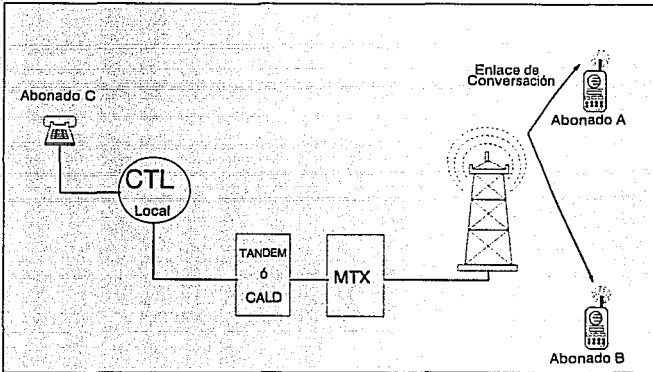 Enlace de
Conversación
Abonado A
Abonado C
CTL
Local
TANDEM
ó
CALD
MTX
Abonado B